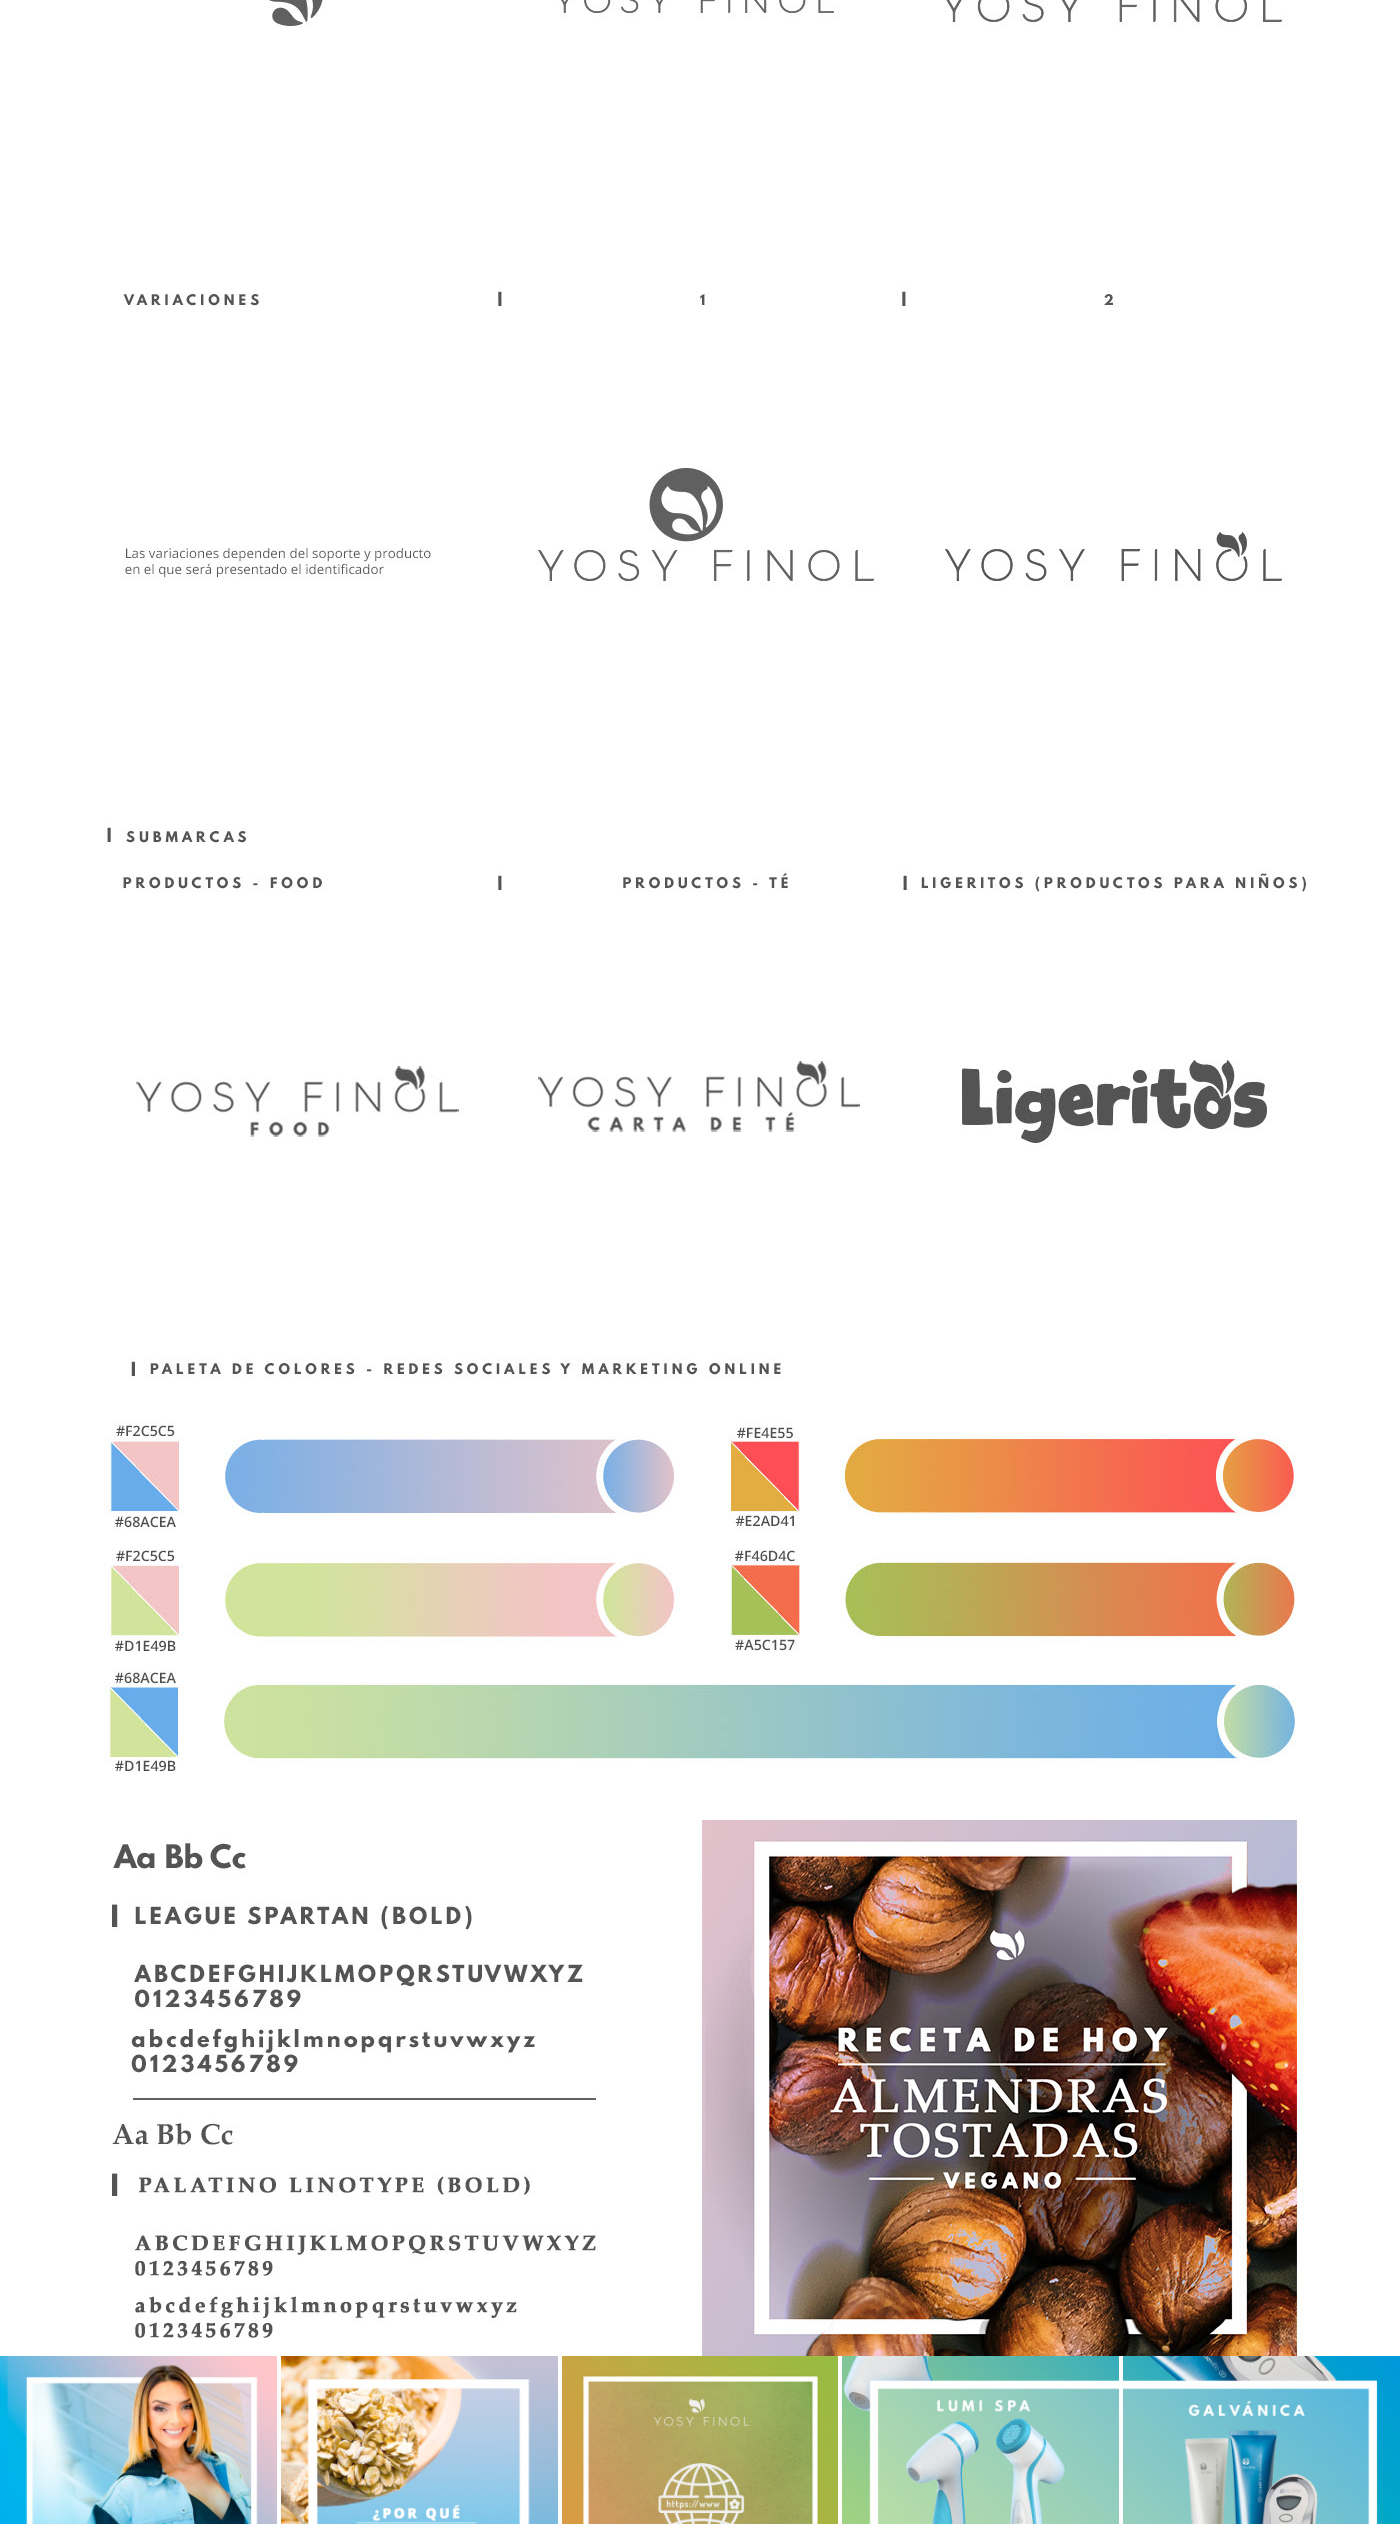 YOSY FINOL
YOSY FINOL
VARIACIONES
1
2
Las variaciones dependen del soporte y producto
en el que será presentado el identificador
YOSY FINOL
YOSY FINOL
SUBMARCAS
PRODUCTOS - FOOD
PRODUCTOS - TÉ
LIGERITOS (PRODUCTOS PARA NIÑOS)
YOSY FINOL
FOOD
YOSY FINOL
CARTA DE TÉ
Ligeritos
PALETA DE COLORES - REDES SOCIALES Y MARKETING ONLINE
#F2C5C5
#68ACEA
#FE4E55
#E2AD41
#F2C5C5
#D1E49B
#F46D4C
#A5C157
#68ACEA
#D1E49B
Aa Bb Cc
LEAGUE SPARTAN (BOLD)
ABCDEFGHIJKLMOPQRSTUVWXYZ
0123456789
abcdefghijklmnopqrstuvwxyz
0123456789
Aa Bb Cc
PALATINO LINOTYPE (BOLD)
ABCDEFGHIJKLMOPQRSTUVWXYZ
0123456789
abcdefghijklmnopqrstuvwxyz
0123456789
RECETA DE HOY
ALMENDRAS
TOSTADAS
VEGANO
¿POR QUÉ
YOSY FINOL
https://www
LUMI SPA
GALVÁNICA